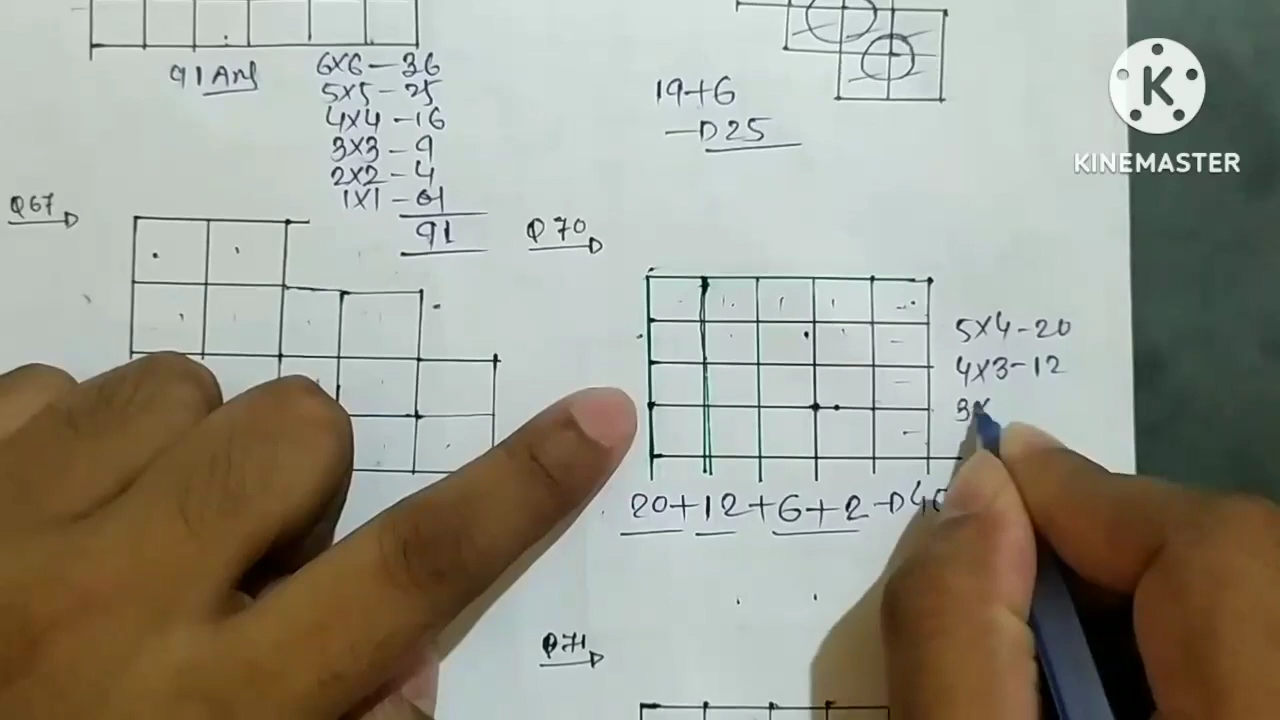 91 Ans
6x6 – 36
5x5 – 25
4x4 – 16
3x3 – 9
2x2 – 4
1x1 – 01
91
19+6
25
K
KINEMASTER
Q67
Q70
5x4 – 20
4x3 – 12
3x
20+12+6+2
Q71